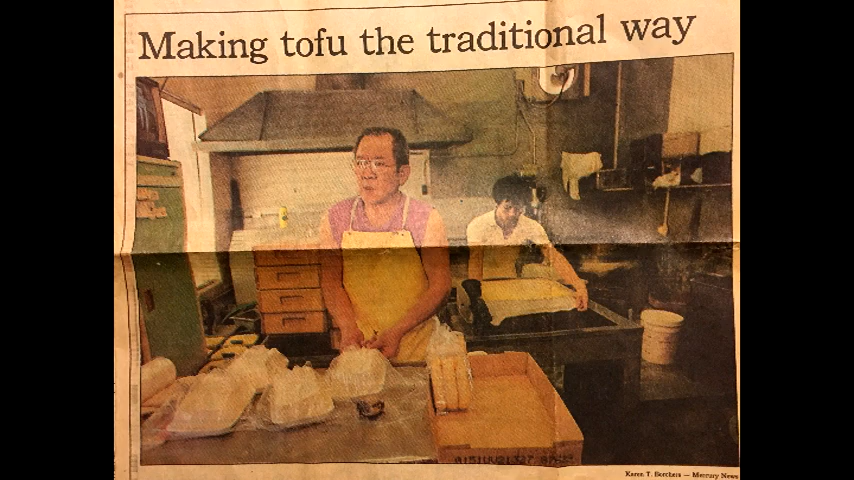 Making tofu the traditional way
Karen T. Borchers — Mercury News